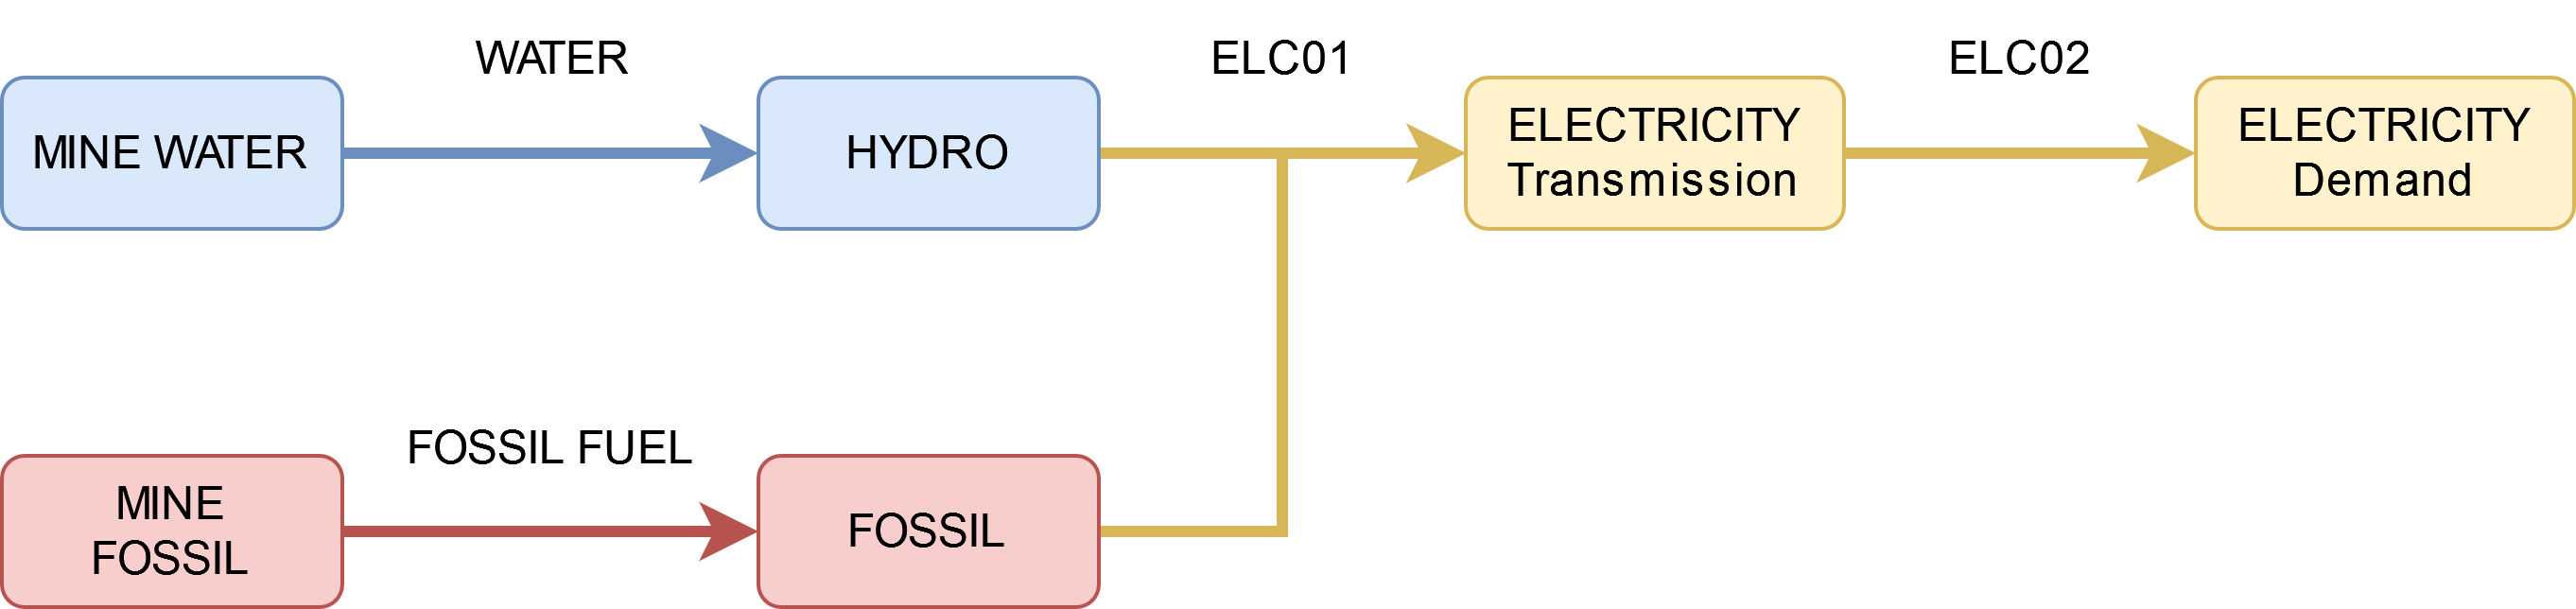 WATER
ELC01
ELC02
MINE WATER
HYDRO
ELECTRICITY
Transmission
ELECTRICITY
Demand
FOSSIL FUEL
MINE
FOSSIL
FOSSIL